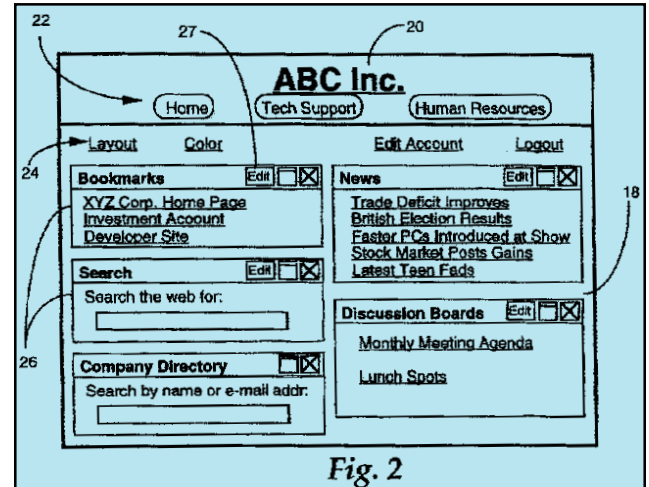 22
27
20
ABC Inc.
Home Tech Support Human Resources
24
Layout Color Edit Account Logout
Bookmarks Edit
XYZ Corp. Home Page
Investment Account
Developer Site
News Edit
Trade Deficit Improves
British Election Results
Faster PCs Introduced at Show
Stock Market Posts Gains
Latest Teen Fads
18
Search Edit
Search the web for:
26
Discussion Boards Edit
Monthly Meeting Agenda
Lunch Spots
Company Directory
Search by name or e-mail addr:
Fig. 2